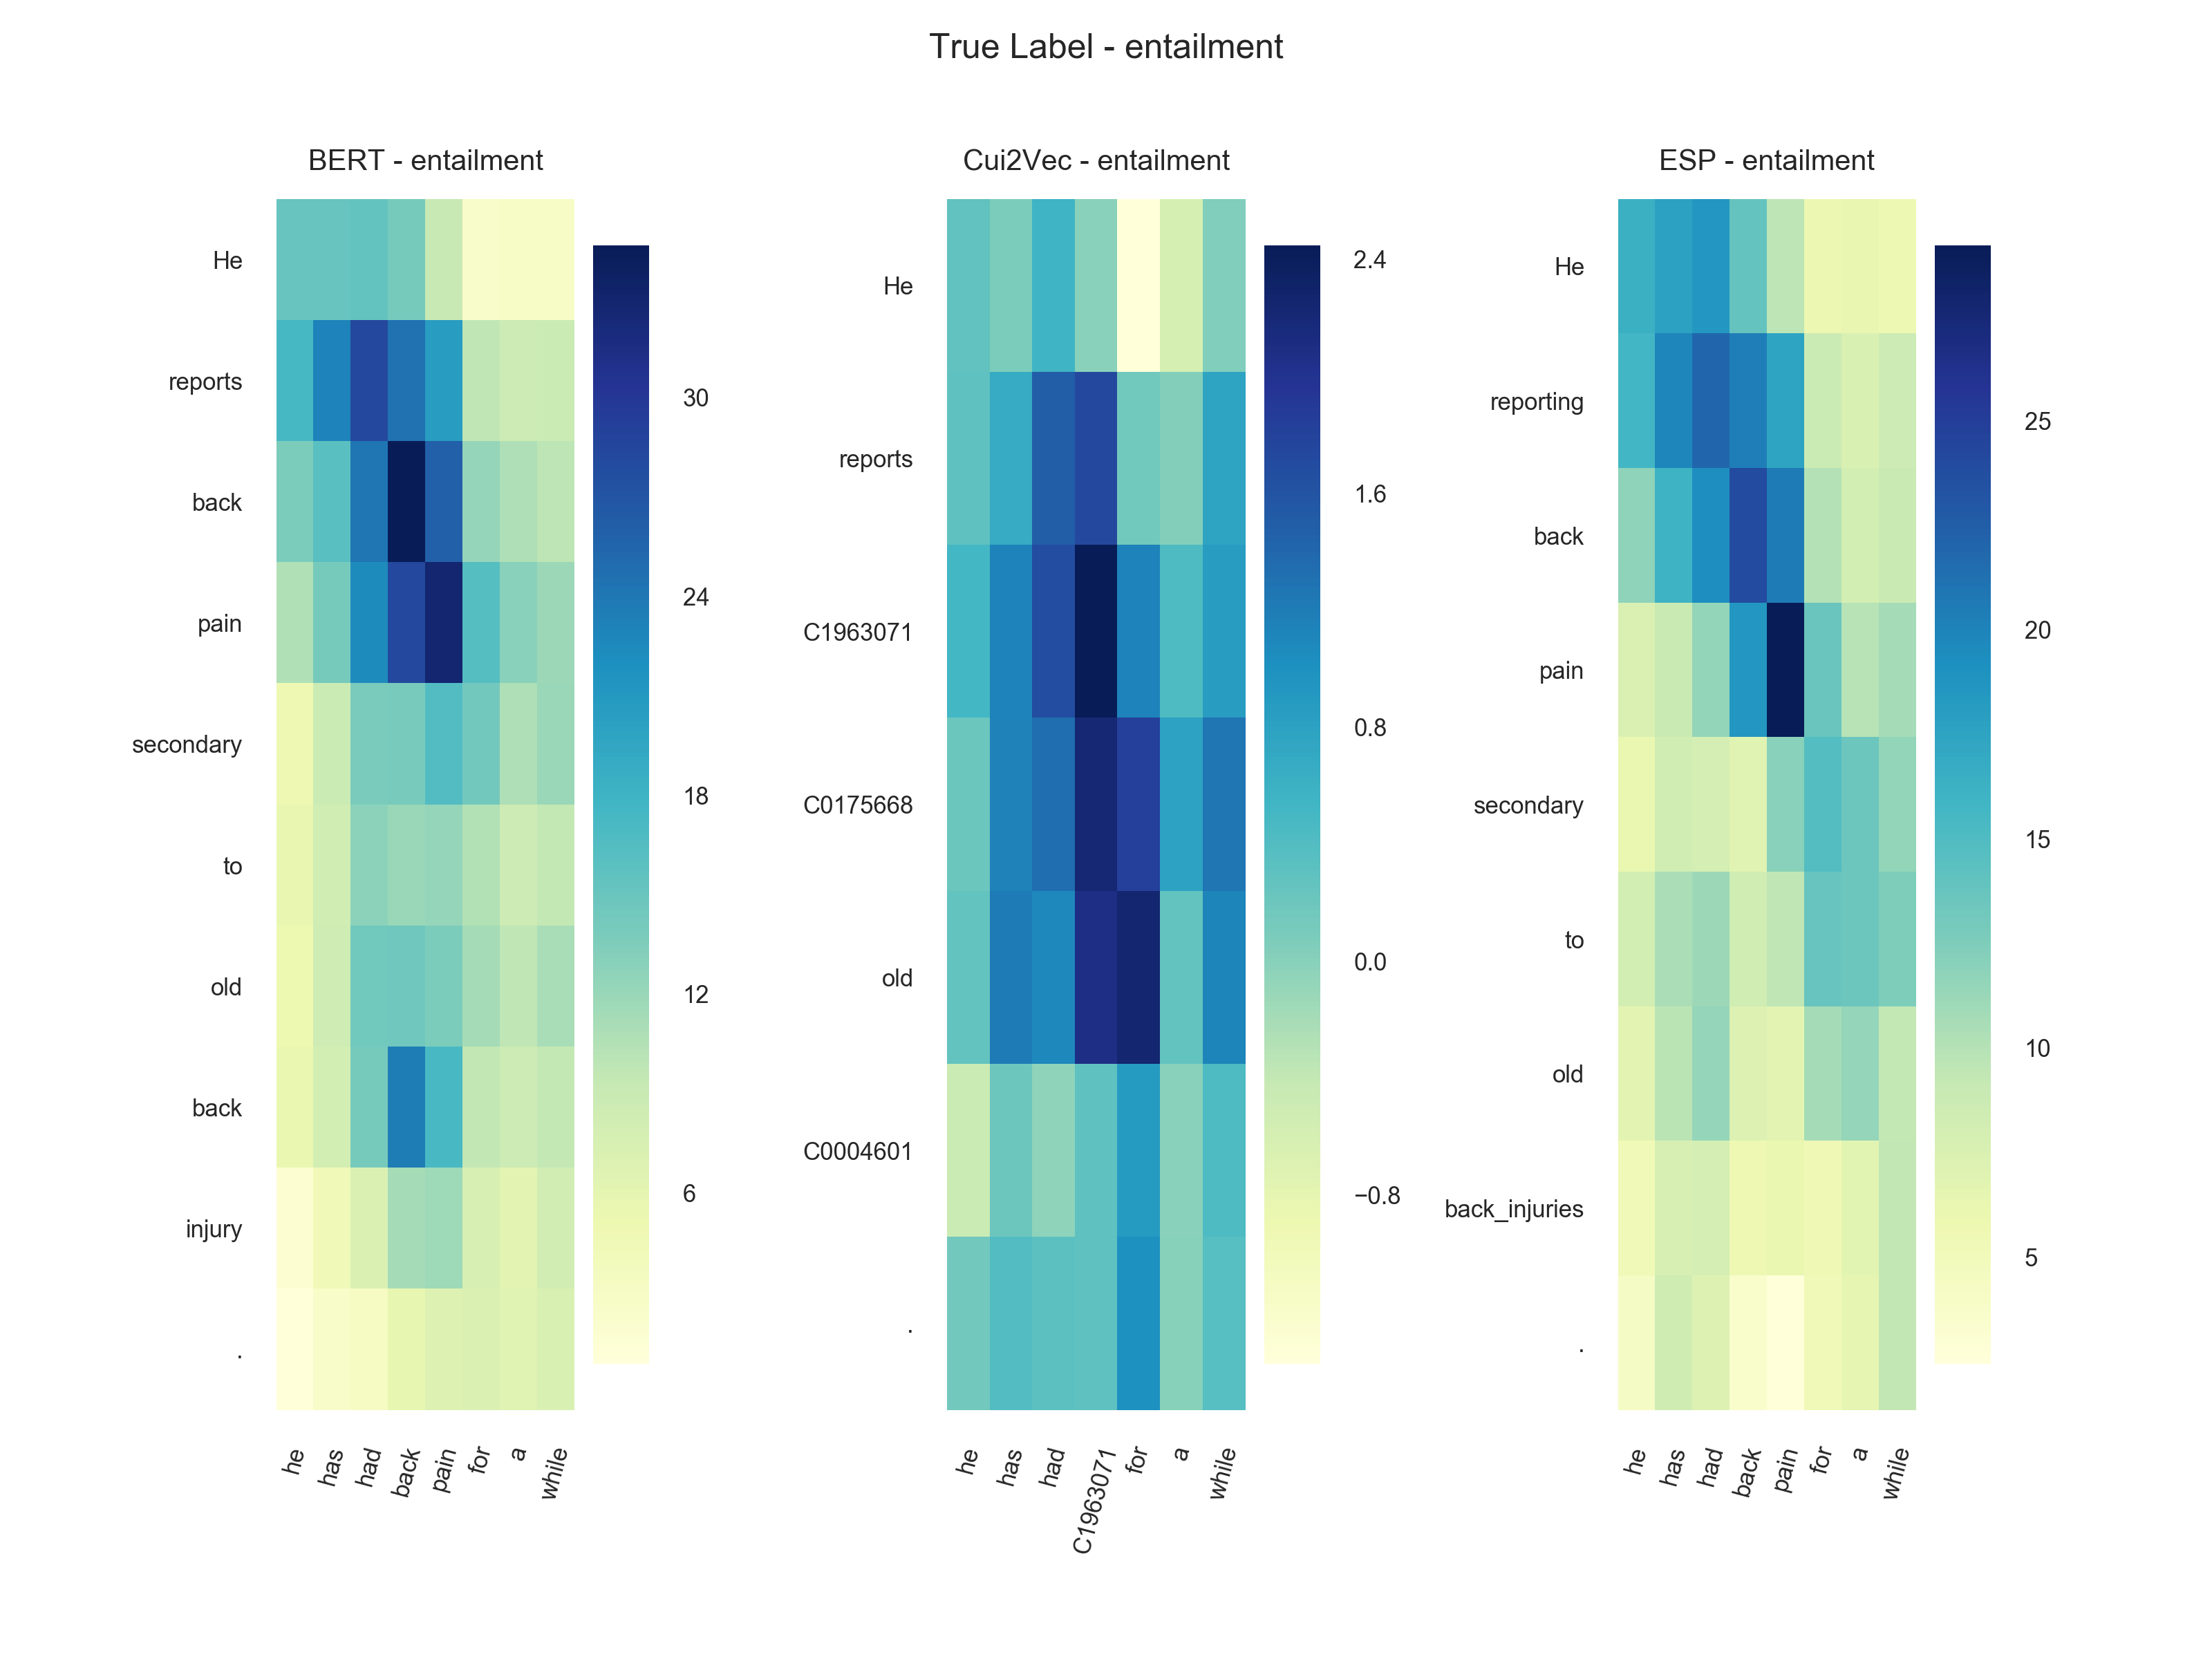 True Label - entailment
BERT - entailment
He
reports
back
pain
secondary
to
old
back
injury
.
he has had back pain for a while
30
24
18
12
6
Cui2Vec - entailment
He
reports
C1963071
C0175668
old
C0004601
.
he has had C1963071 for a while
2.4
1.6
0.8
0.0
−0.8
ESP - entailment
He
reporting
back
pain
secondary
to
old
back_injuries
.
he has had back pain for a while
25
20
15
10
5